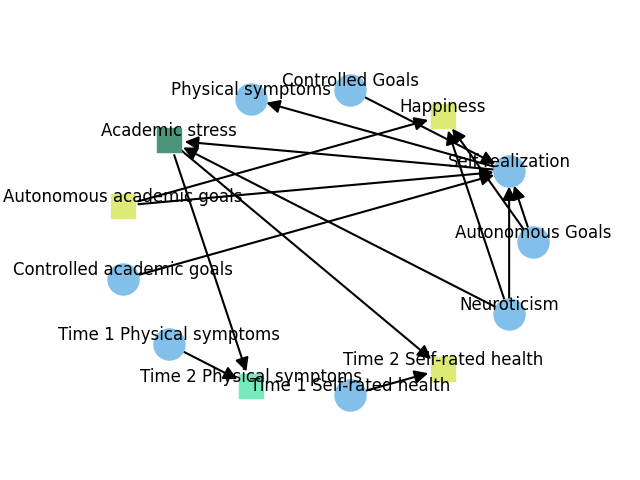 Controlled Goals
Physical symptoms
Happiness
Academic stress
Self-realization
Autonomous academic goals
Autonomous Goals
Controlled academic goals
Neuroticism
Time 1 Physical symptoms
Time 2 Self-rated health
Time 2 Physical symptoms
Time 1 Self-rated health